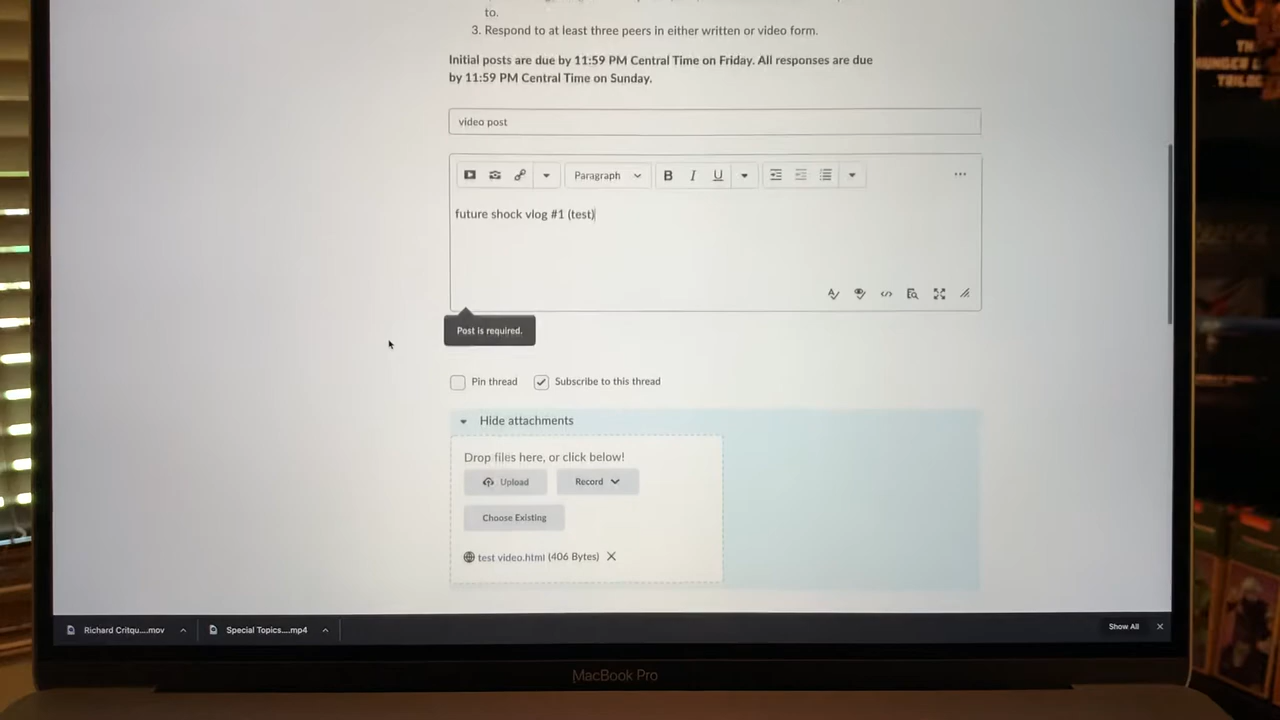 to.
3. Respond to at least three peers in either written or video form.
Initial posts are due by 11:59 PM Central Time on Friday. All responses are due
by 11:59 PM Central Time on Sunday.
video post
Paragraph
B I U
future shock vlog #1 (test)
Post is required.
Pin thread Subscribe to this thread
Hide attachments
Drop files here, or click below!
Upload Record
Choose Existing
test video.html (406 Bytes)
Richard Critqu....mov Special Topics....mp4 Show All
MacBook Pro